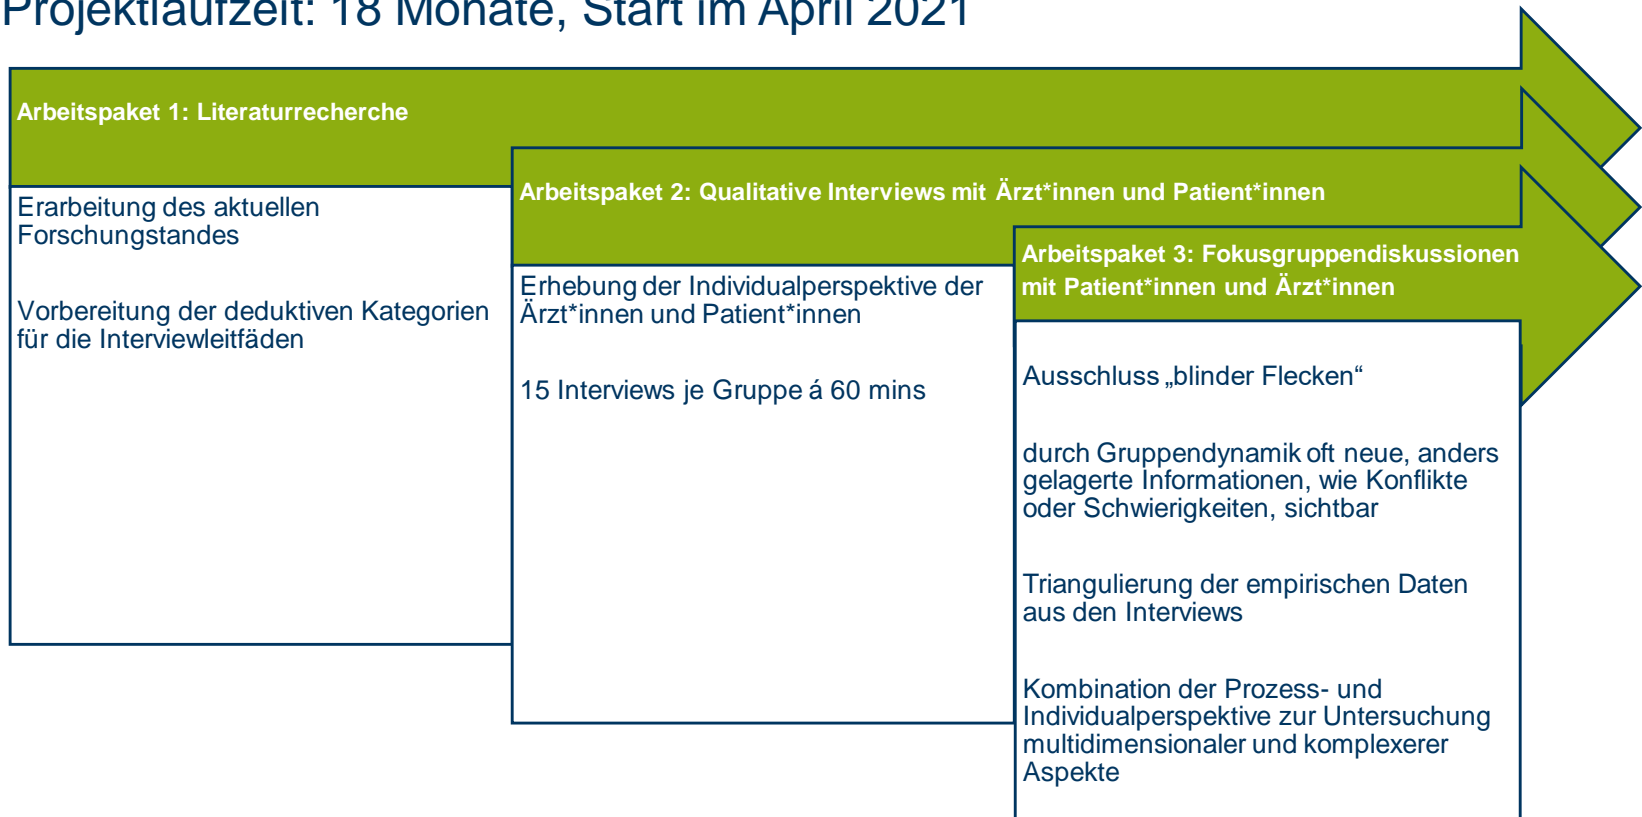 Projektlaufzeit: 18 Monate, Start im April 2021
Arbeitspaket 1: Literaturrecherche
Erarbeitung des aktuellen
Forschungstandes
Vorbereitung der deduktiven Kategorien
für die Interviewleitfäden
Arbeitspaket 2: Qualitative Interviews mit Ärzt*innen und Patient*innen
Erhebung der Individualperspektive der
Ärzt*innen und Patient*innen
15 Interviews je Gruppe á 60 mins
Arbeitspaket 3: Fokusgruppendiskussionen
mit Patient*innen und Ärzt*innen
Ausschluss „blinder Flecken“
durch Gruppendynamik oft neue, anders
gelagerte Informationen, wie Konflikte
oder Schwierigkeiten, sichtbar
Triangulierung der empirischen Daten
aus den Interviews
Kombination der Prozess- und
Individualperspektive zur Untersuchung
multidimensionaler und komplexerer
Aspekte